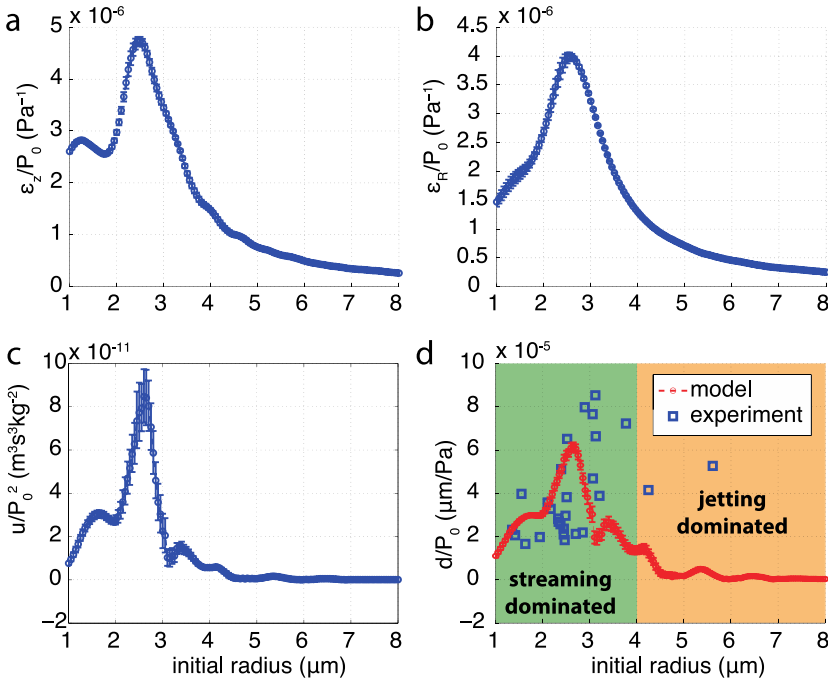 a
x 10⁻⁶
5
4
3
2
1
0
ε_z/P₀ (Pa⁻¹)
1 2 3 4 5 6 7 8
b
x 10⁻⁶
4.5
4
3.5
3
2.5
2
1.5
1
0.5
0
ε_R/P₀ (Pa⁻¹)
1 2 3 4 5 6 7 8
c
x 10⁻¹¹
10
8
6
4
2
0
−2
u/P₀² (m³s³kg⁻²)
1 2 3 4 5 6 7 8
initial radius (μm)
d
x 10⁻⁵
10
8
6
4
2
0
−2
d/P₀ (μm/Pa)
model
experiment
jetting
dominated
streaming
dominated
1 2 3 4 5 6 7 8
initial radius (μm)